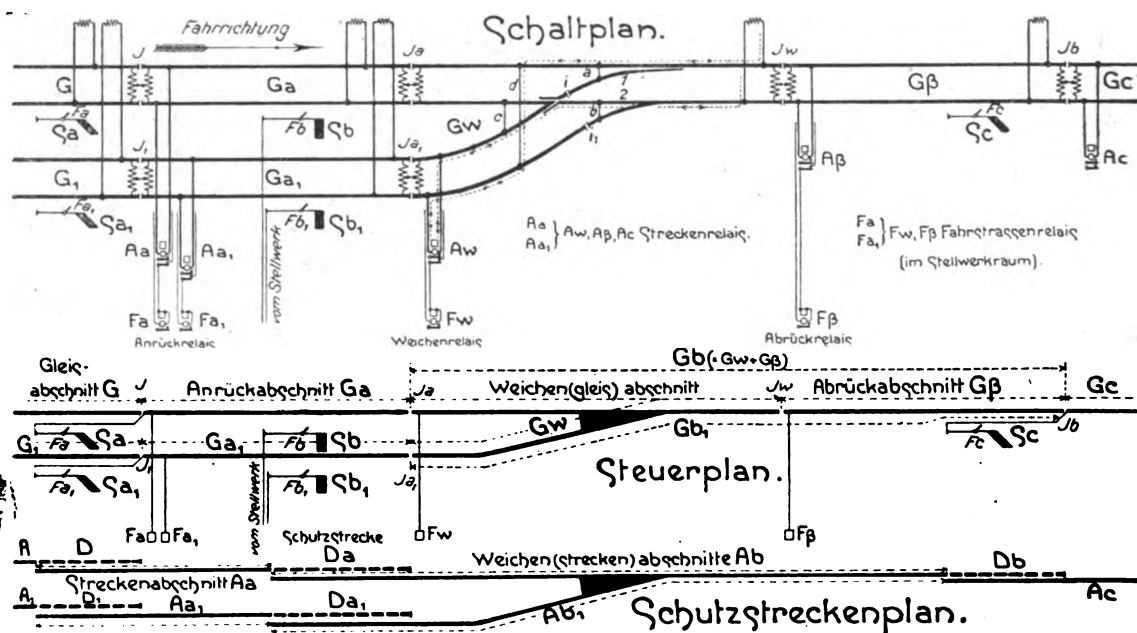 Schaltplan.
Fahrrichtung
J Ja Jw Jb
G Ga d i a 1 2 Gβ Gc
Fa Fb Gw c b Fc
Sa Sb i₁ Sc
J₁ Ja₁ Aβ Ac
G₁ Ga₁
Fa₁ Fb₁
Sa₁ Sb₁
Aa Aa₁ Aw
Aa
Aa₁ } Aw, Aβ, Ac Streckenrelais.
Fa
Fa₁ } Fw, Fβ Fahrstrassenrelais
(im Stellwerkraum).
vom Stellwerk
Fa Fa₁ Fw Fβ
Anrückrelais Weichenrelais Abrückrelais
Gb (= Gw + Gβ)
Gleis-
abschnitt G J Anrückabschnitt Ga Ja Weichen(gleis) abschnitt Jw Abrückabschnitt Gβ Gc
G₁ Fa Sa Ga₁ Fb Sb Gw Gb₁ Fc Sc Jb
J₁ Ja₁
Fa₁ Sa₁ Fb₁ Sb₁
Steuerplan.
vom Stellwerk
Fa Fa₁ Fw Fβ
Schutzstrecke
A D Da Weichen(strecken) abschnitte Ab Db
Streckenabschnitt Aa Ac
A₁ D₁ Aa₁ Da₁ Ab₁
Schutzstreckenplan.